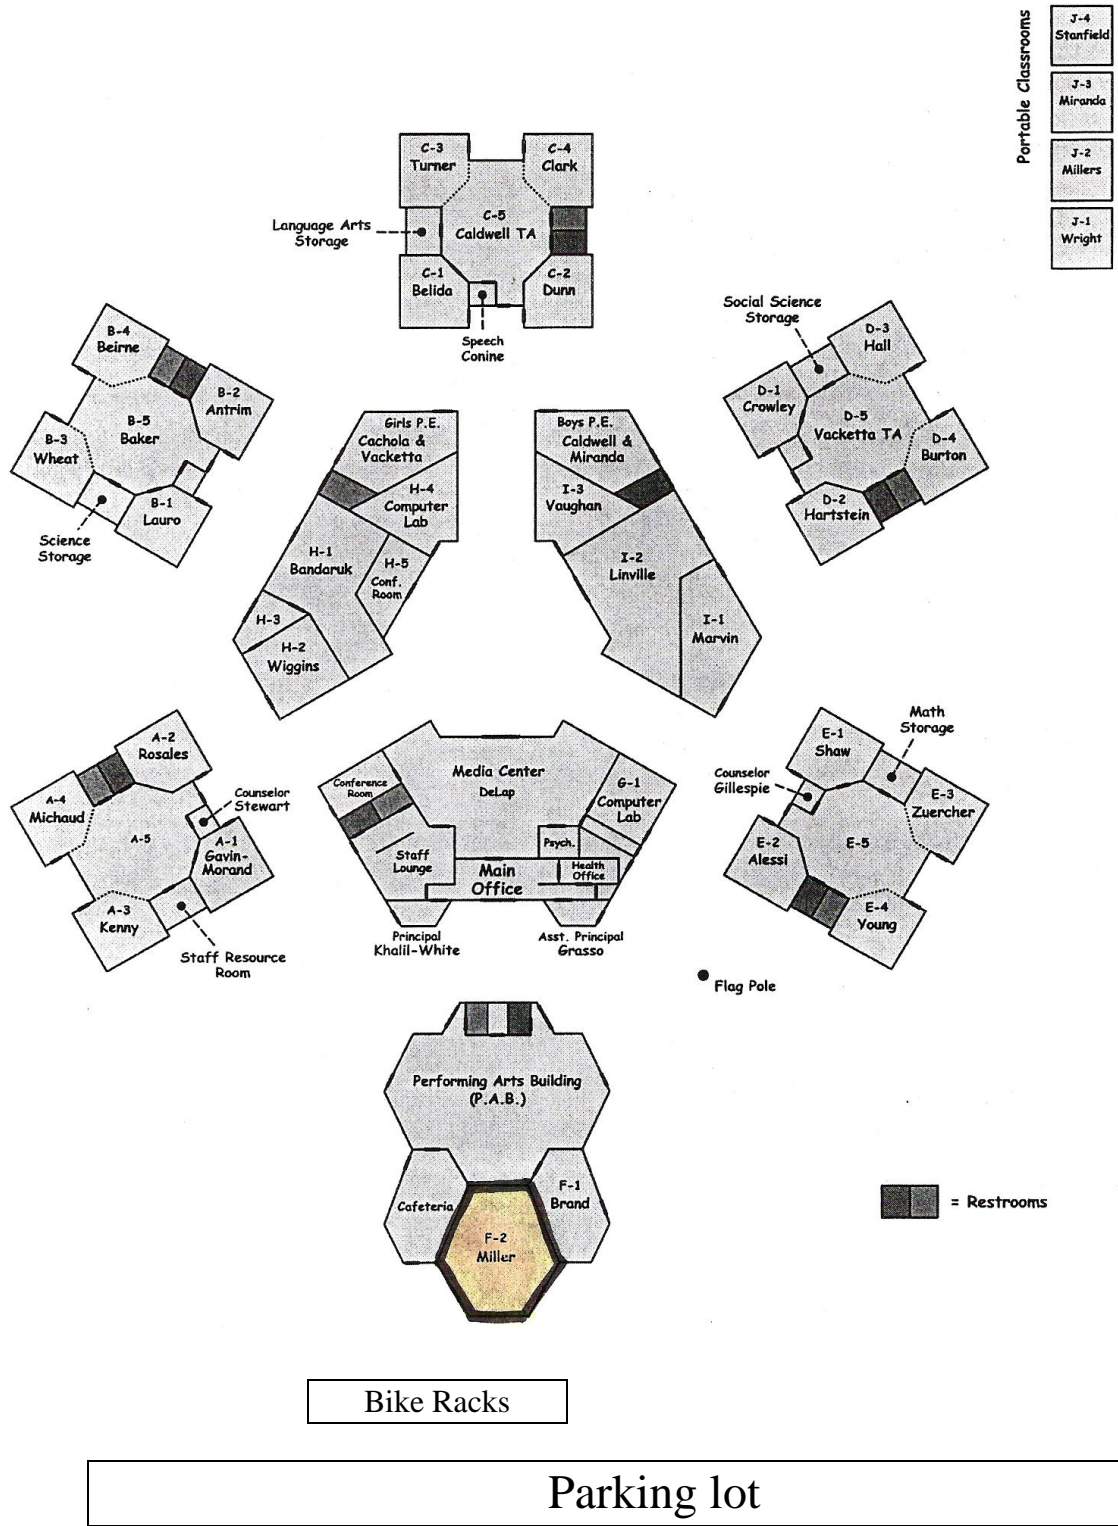 Portable Classrooms
J-4
Stanfield
J-3
Miranda
J-2
Millers
J-1
Wright
C-3
Turner
C-4
Clark
C-5
Caldwell TA
Language Arts
Storage
C-1
Belida
C-2
Dunn
Speech
Conine
Social Science
Storage
B-4
Beirne
B-2
Antrim
B-5
Baker
B-3
Wheat
B-1
Lauro
Science
Storage
D-3
Hall
D-1
Crowley
D-5
Vacketta TA
D-4
Burton
D-2
Hartstein
Girls P.E.
Cachola &
Vacketta
H-4
Computer
Lab
H-1
Bandaruk
H-5
Conf.
Room
H-3
H-2
Wiggins
Boys P.E.
Caldwell &
Miranda
I-3
Vaughan
I-2
Linville
I-1
Marvin
A-2
Rosales
A-4
Michaud
Counselor
Stewart
A-5
A-1
Gavin-
Morand
A-3
Kenny
Staff Resource
Room
Media Center
DeLap
Conference
Room
G-1
Computer
Lab
Staff
Lounge
Psych.
Main
Office
Health
Office
Principal
Khalil-White
Asst. Principal
Grasso
Math
Storage
E-1
Shaw
Counselor
Gillespie
E-3
Zuercher
E-2
Alessi
E-5
E-4
Young
Flag Pole
Performing Arts Building
(P.A.B.)
Cafeteria
F-1
Brand
F-2
Miller
= Restrooms
Bike Racks
Parking lot